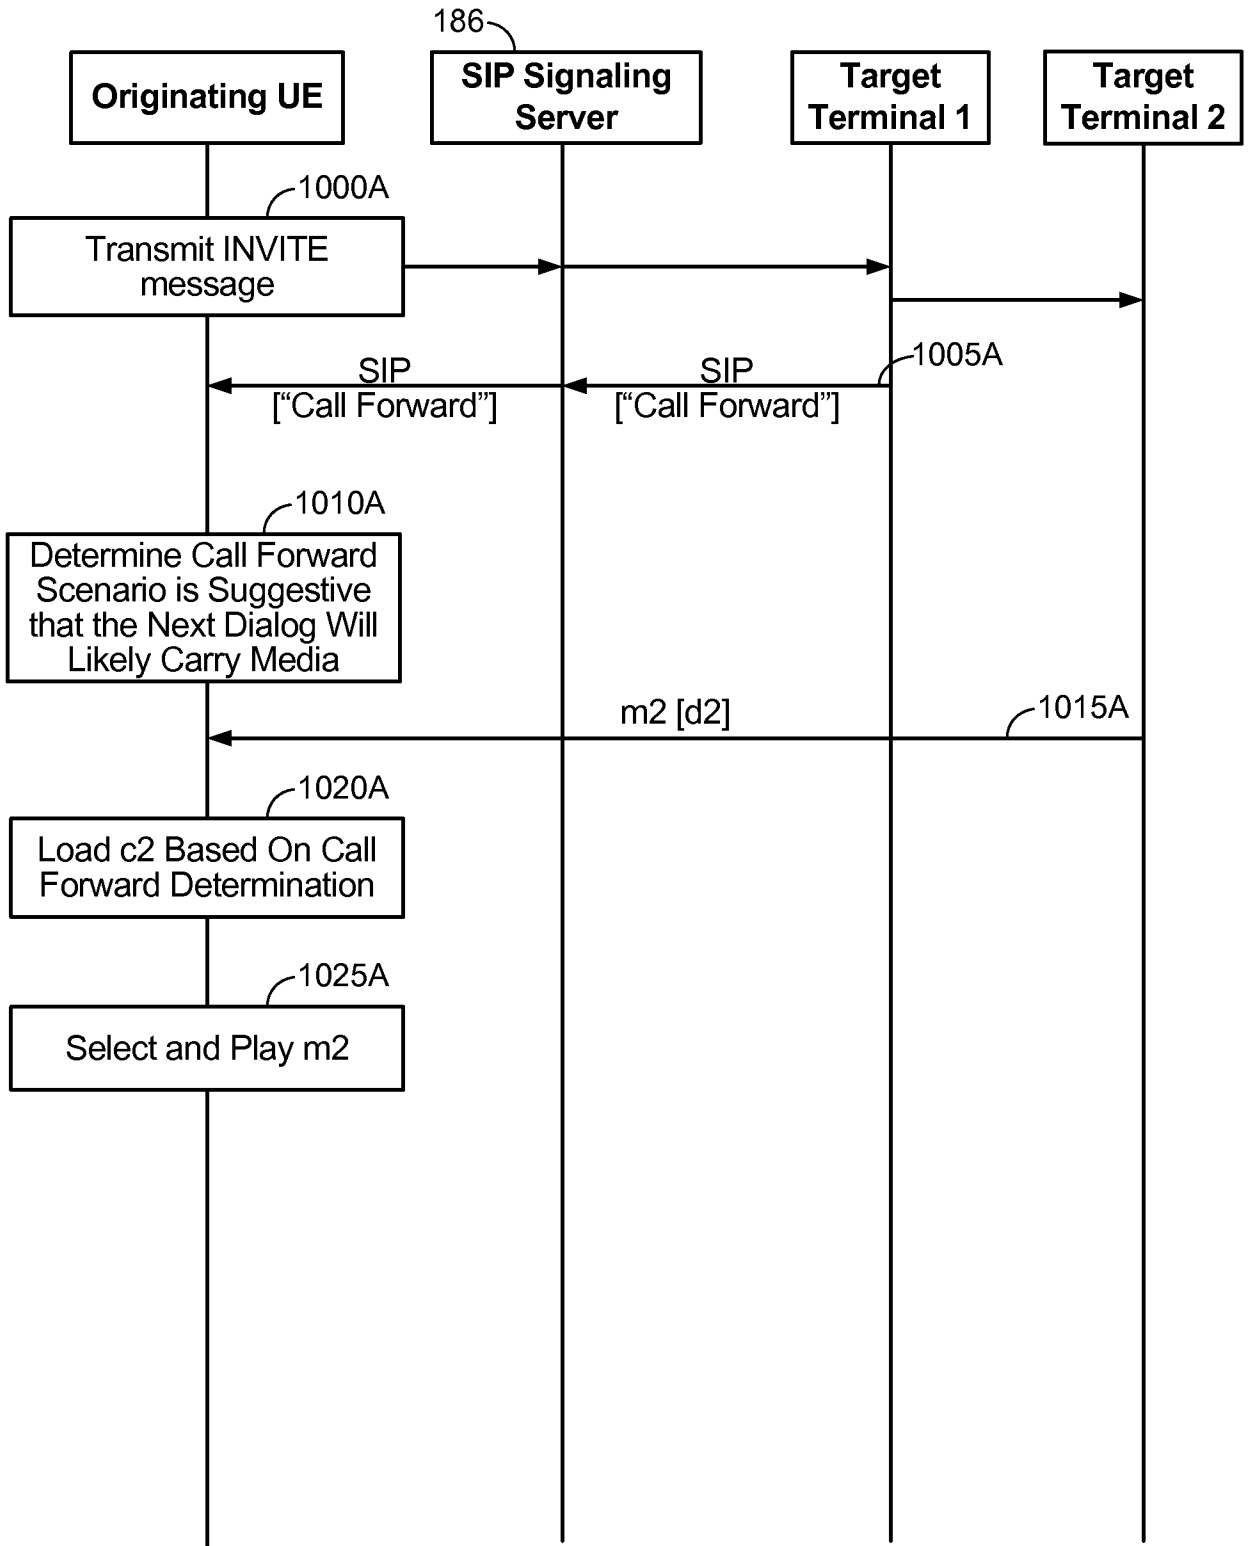 186
Originating UE
SIP Signaling
Server
Target
Terminal 1
Target
Terminal 2
1000A
Transmit INVITE
message
1005A
SIP
["Call Forward”]
SIP
["Call Forward”]
1010A
Determine Call Forward
Scenario is Suggestive
that the Next Dialog Will
Likely Carry Media
m2 [d2]
1015A
1020A
Load c2 Based On Call
Forward Determination
1025A
Select and Play m2